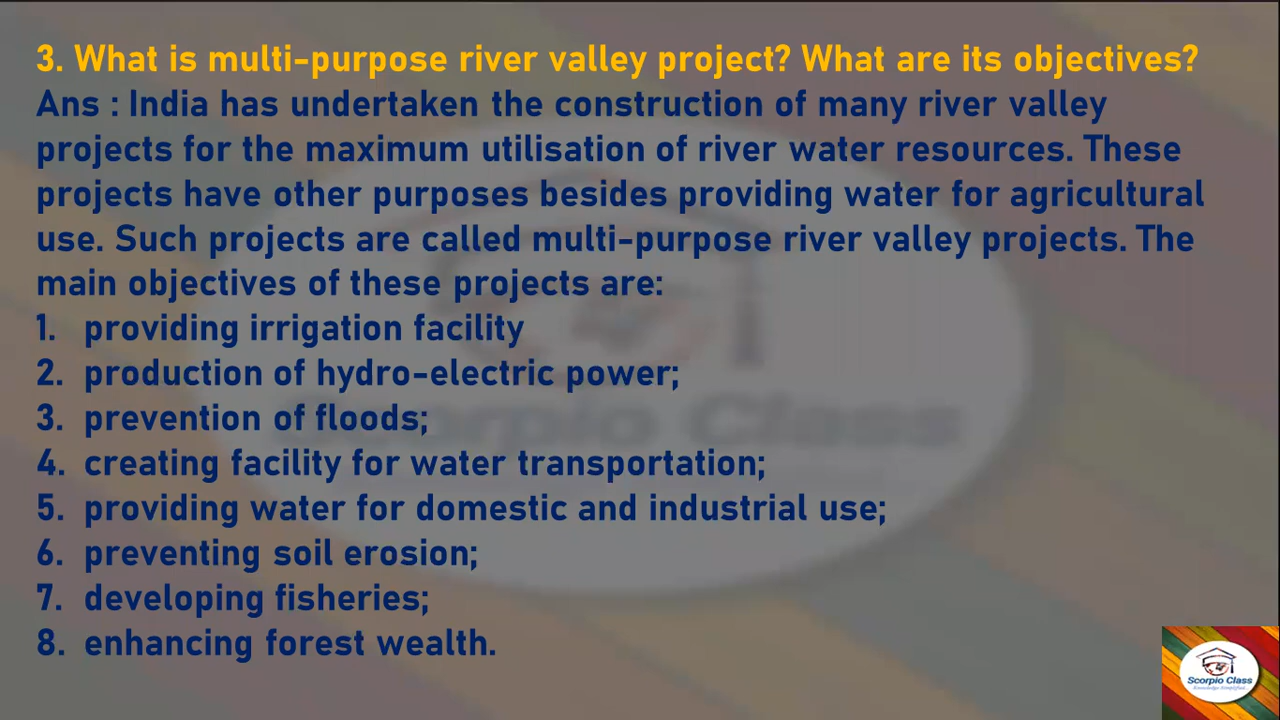 3. What is multi-purpose river valley project? What are its objectives?
Ans : India has undertaken the construction of many river valley
projects for the maximum utilisation of river water resources. These
projects have other purposes besides providing water for agricultural
use. Such projects are called multi-purpose river valley projects. The
main objectives of these projects are:
1. providing irrigation facility
2. production of hydro-electric power;
3. prevention of floods;
4. creating facility for water transportation;
5. providing water for domestic and industrial use;
6. preventing soil erosion;
7. developing fisheries;
8. enhancing forest wealth.
Scorpio Class
Scorpio Class